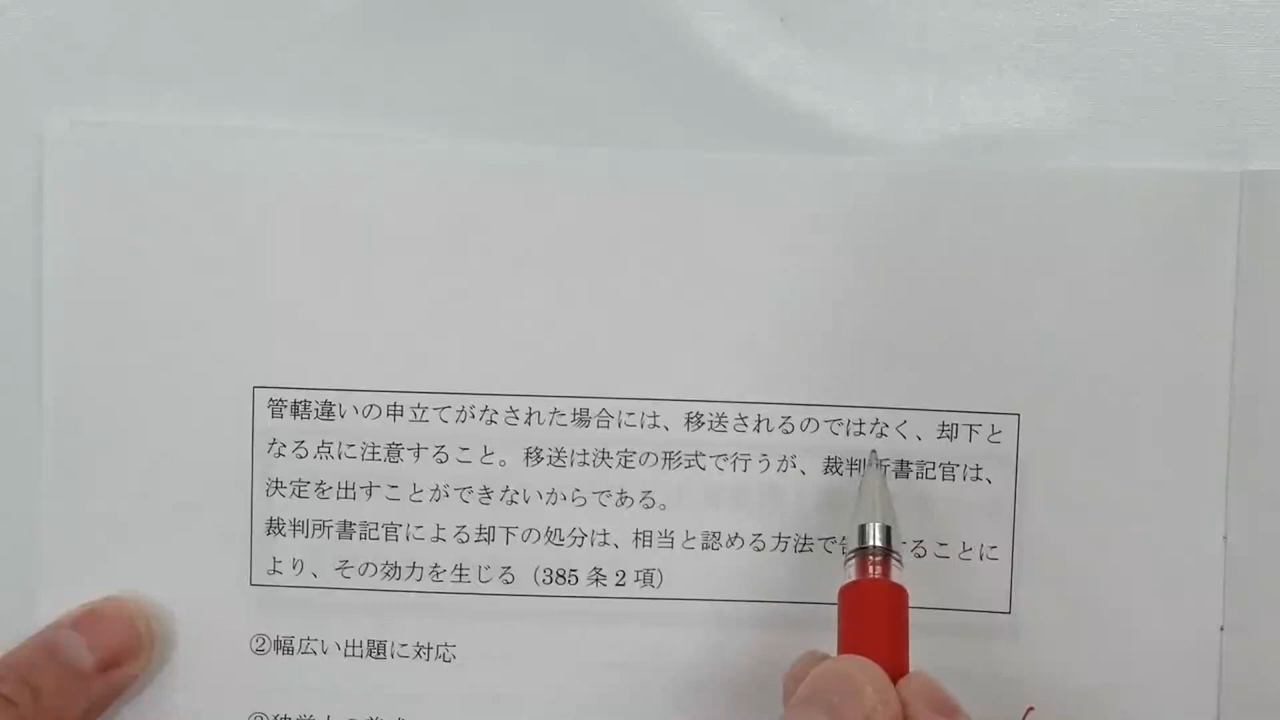 管轄違いの申立てがなされた場合には、移送されるのではなく、却下と
なる点に注意すること。移送は決定の形式で行うが、裁判所書記官は、
決定を出すことができないからである。
裁判所書記官による却下の処分は、相当と認める方法で告することに
より、その効力を生じる（385 条 2 項）
②幅広い出題に対応